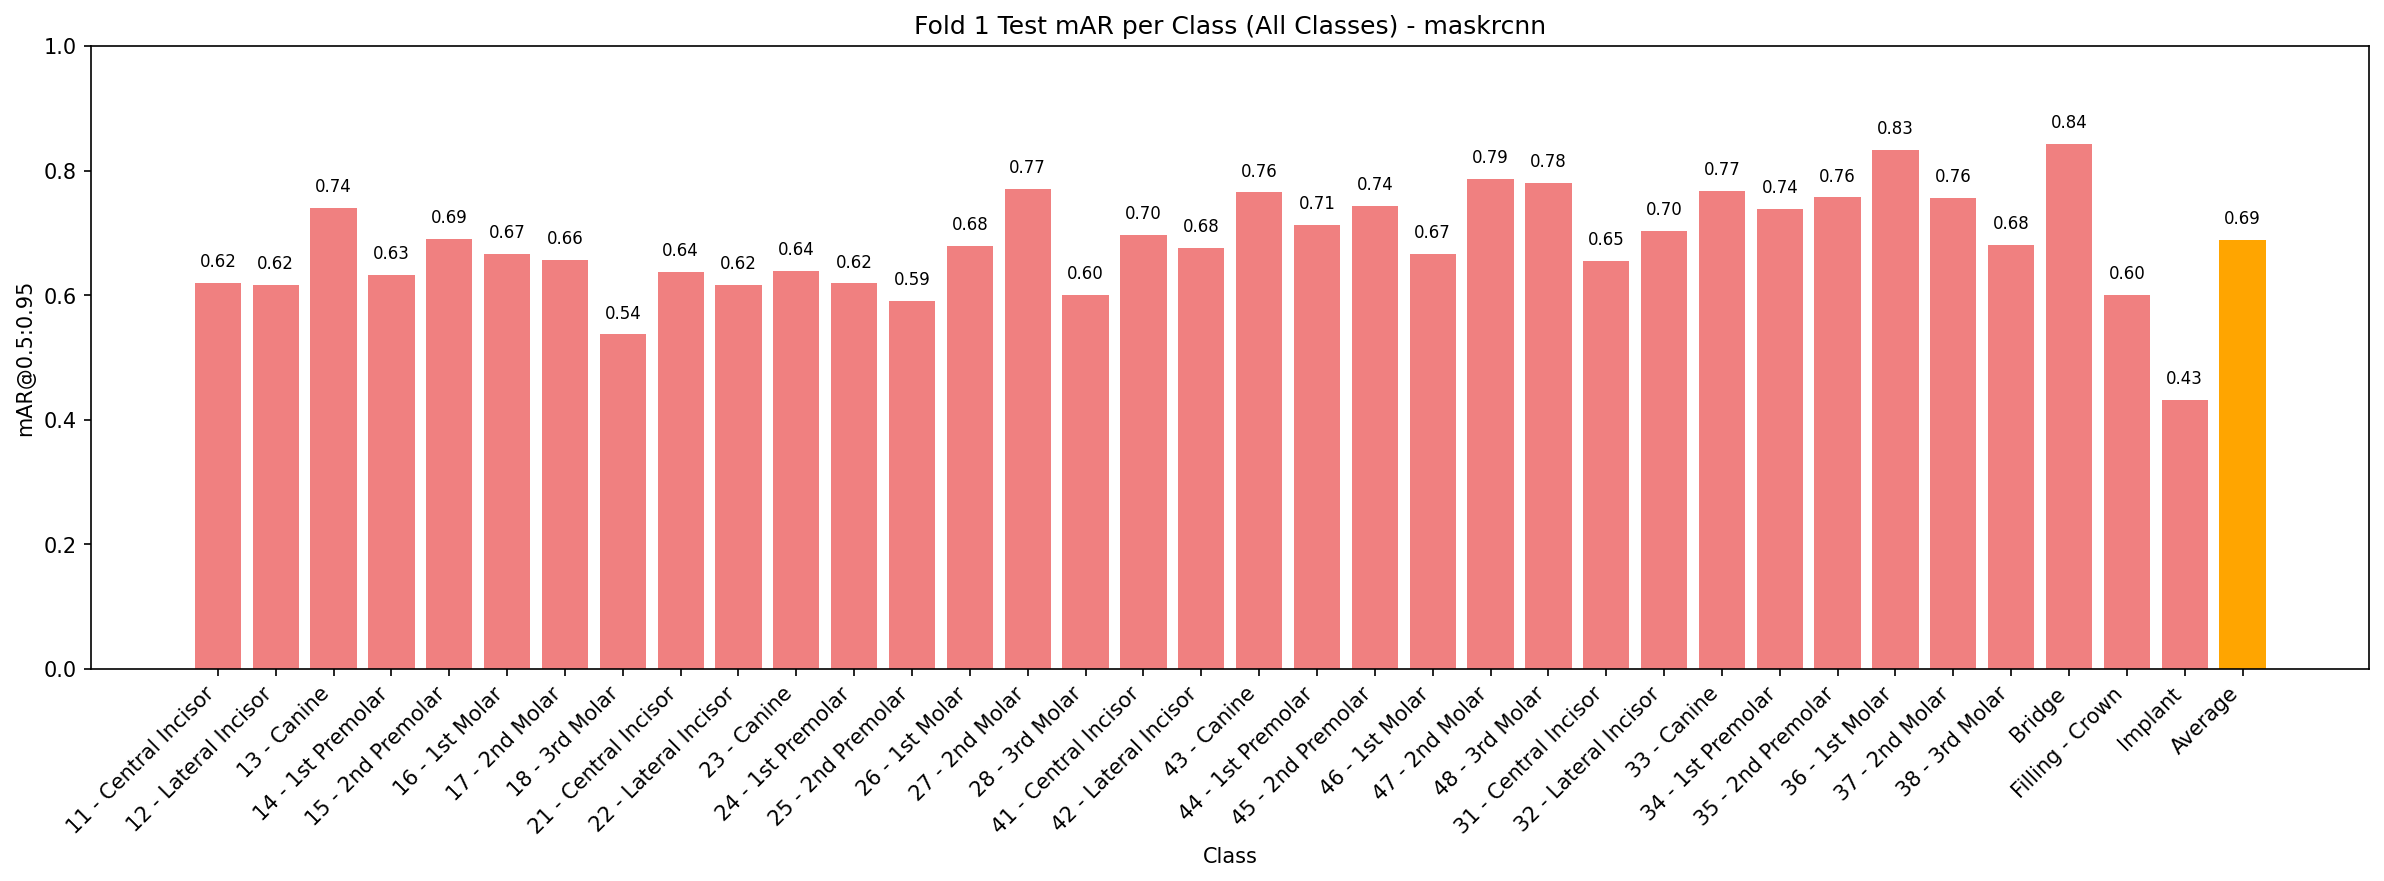 Fold 1 Test mAR per Class (All Classes) - maskrcnn
mAR@0.5:0.95
1.0
0.8
0.6
0.4
0.2
0.0
0.62
0.62
0.74
0.63
0.69
0.67
0.66
0.54
0.64
0.62
0.64
0.62
0.59
0.68
0.77
0.60
0.70
0.68
0.76
0.71
0.74
0.67
0.79
0.78
0.65
0.70
0.77
0.74
0.76
0.83
0.76
0.68
0.84
0.60
0.43
0.69
11 - Central Incisor
12 - Lateral Incisor
13 - Canine
14 - 1st Premolar
15 - 2nd Premolar
16 - 1st Molar
17 - 2nd Molar
18 - 3rd Molar
21 - Central Incisor
22 - Lateral Incisor
23 - Canine
24 - 1st Premolar
25 - 2nd Premolar
26 - 1st Molar
27 - 2nd Molar
28 - 3rd Molar
41 - Central Incisor
42 - Lateral Incisor
43 - Canine
44 - 1st Premolar
45 - 2nd Premolar
46 - 1st Molar
47 - 2nd Molar
48 - 3rd Molar
31 - Central Incisor
32 - Lateral Incisor
33 - Canine
34 - 1st Premolar
35 - 2nd Premolar
36 - 1st Molar
37 - 2nd Molar
38 - 3rd Molar
Bridge
Filling - Crown
Implant
Average
Class